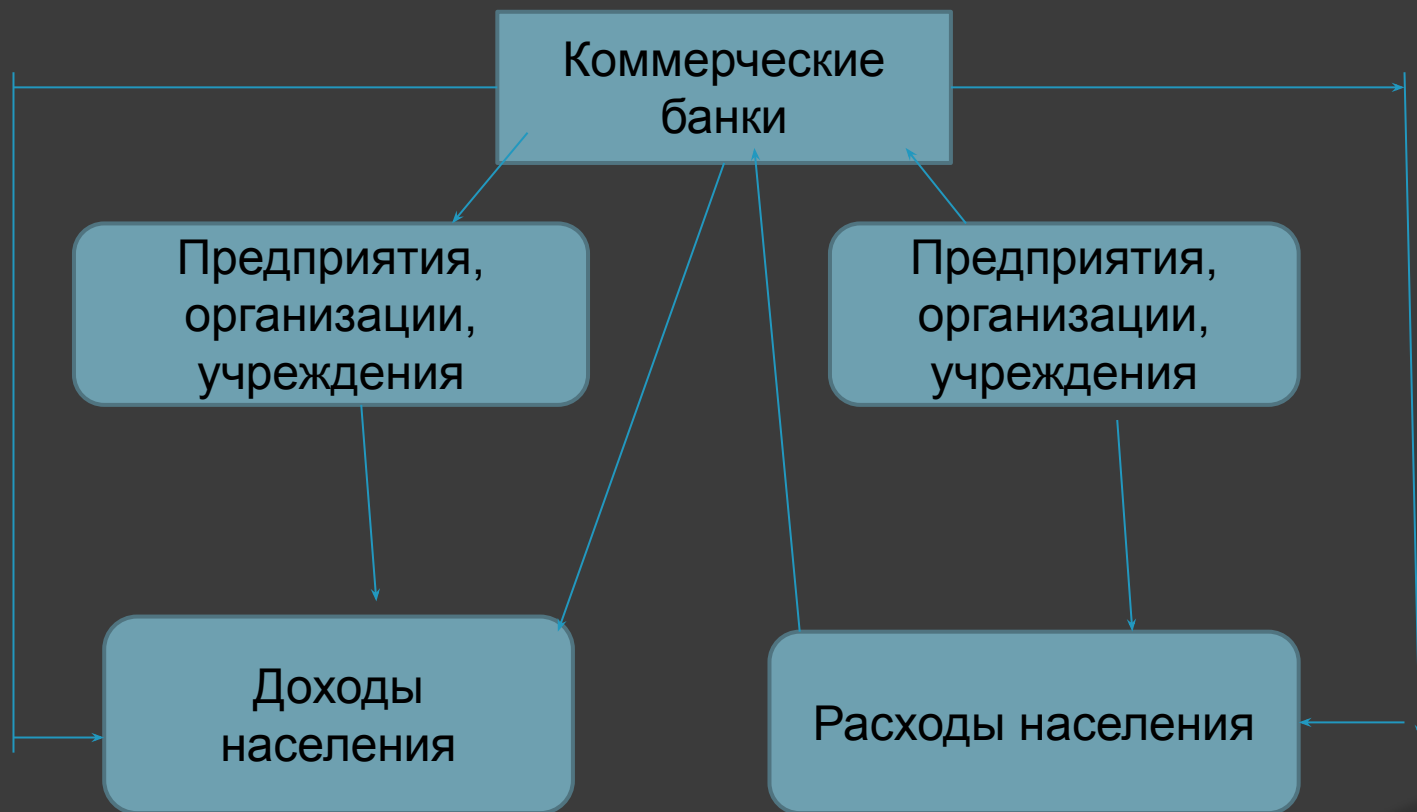 Коммерческие
банки
Предприятия,
организации,
учреждения
Предприятия,
организации,
учреждения
Доходы
населения
Расходы населения